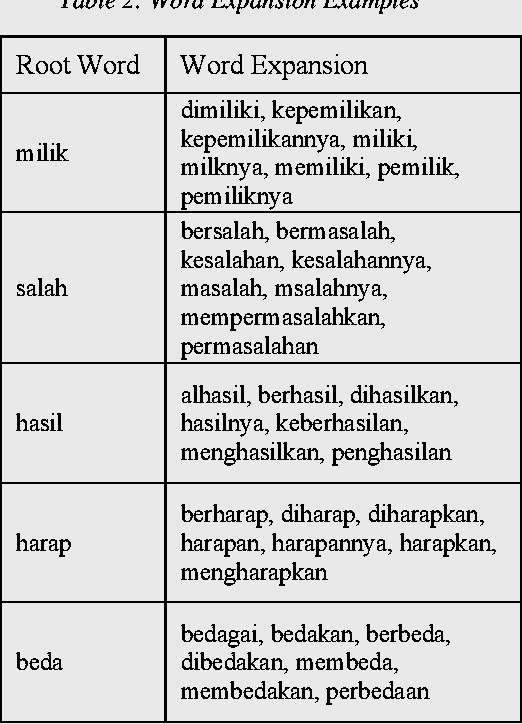 Table 2: Word Expansion Examples
Root Word
Word Expansion
milik
dimiliki, kepemilikan,
kepemilikannya, miliki,
milknya, memiliki, pemilik,
pemiliknya
salah
bersalah, bermasalah,
kesalahan, kesalahannya,
masalah, msalahnya,
mempermasalahkan,
permasalahan
hasil
alhasil, berhasil, dihasilkan,
hasilnya, keberhasilan,
menghasilkan, penghasilan
harap
berharap, diharap, diharapkan,
harapan, harapannya, harapkan,
mengharapkan
beda
bedagai, bedakan, berbeda,
dibedakan, membeda,
membedakan, perbedaan